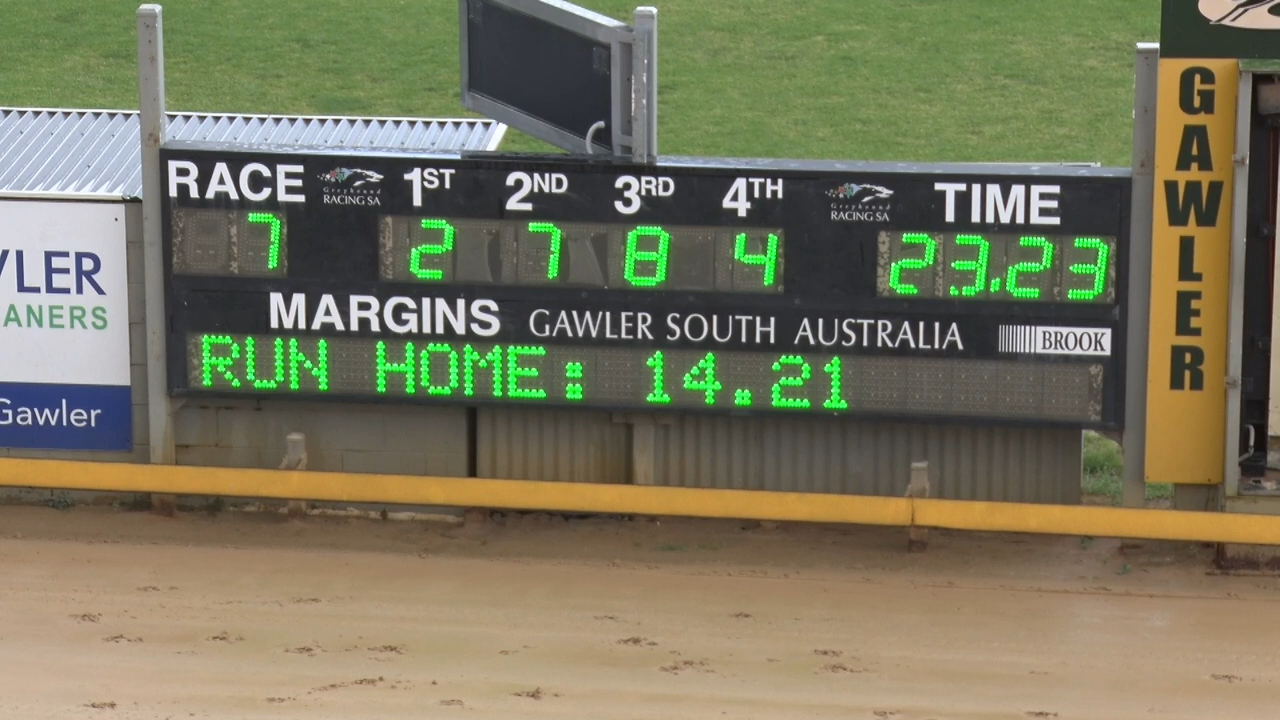 RACE Greyhound RACING SA 1ST 2ND 3RD 4TH Greyhound RACING SA TIME
7 2 7 8 4 23.23
MARGINS GAWLER SOUTH AUSTRALIA BROOK
RUN HOME: 14.21
WLER
ANERS
Gawler
GAWLER